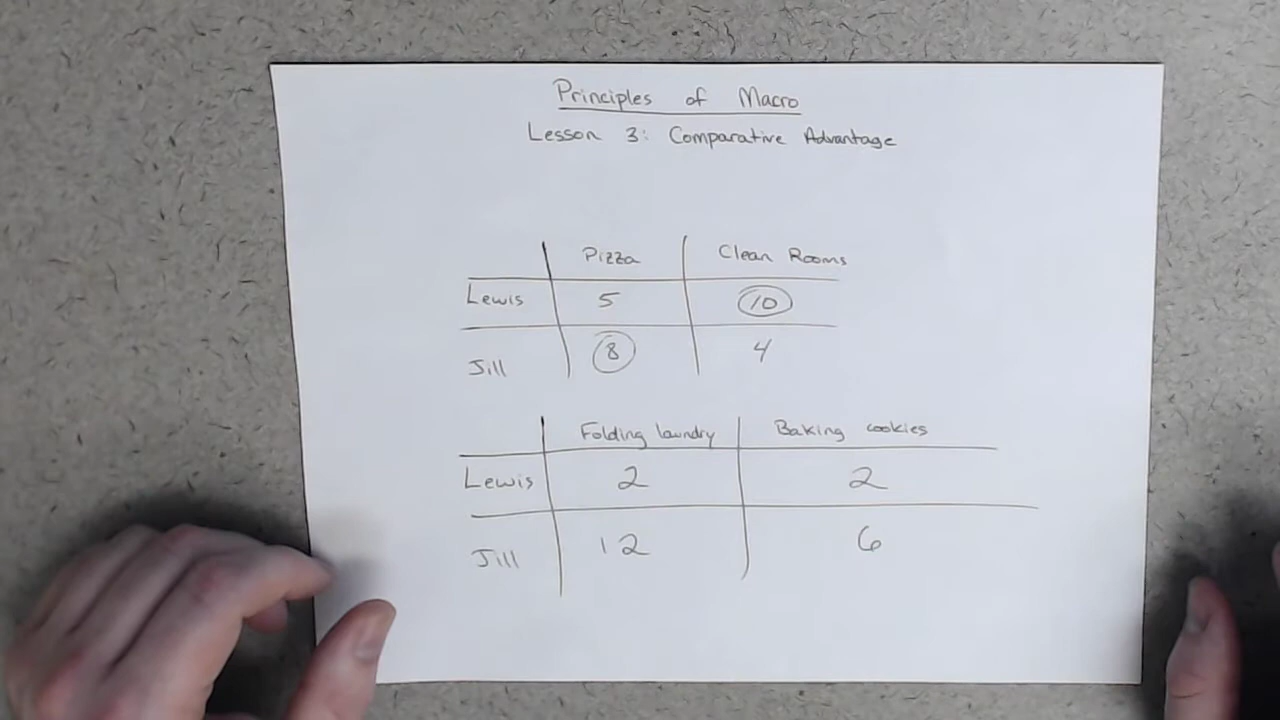 Principles of Macro
Lesson 3: Comparative Advantage
Pizza Clean Rooms
Lewis 5 10
Jill 8 4
Folding laundry Baking cookies
Lewis 2 2
Jill 12 6